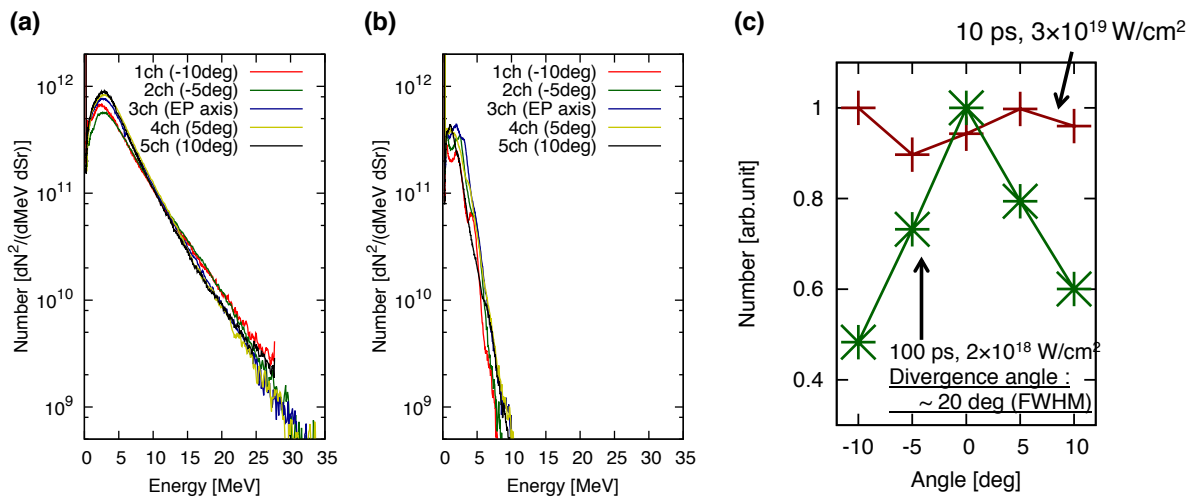 (a)
1ch (-10deg)
2ch (-5deg)
3ch (EP axis)
4ch (5deg)
5ch (10deg)
Number [dN²/(dMeV dSr)]
10¹²
10¹¹
10¹⁰
10⁹
0 5 10 15 20 25 30 35
Energy [MeV]
(b)
1ch (-10deg)
2ch (-5deg)
3ch (EP axis)
4ch (5deg)
5ch (10deg)
Number [dN²/(dMeV dSr)]
10¹²
10¹¹
10¹⁰
10⁹
0 5 10 15 20 25 30 35
Energy [MeV]
(c)
10 ps, 3×10¹⁹ W/cm²
Number [arb.unit]
1
0.8
0.6
0.4
100 ps, 2×10¹⁸ W/cm²
Divergence angle :
~ 20 deg (FWHM)
-10 -5 0 5 10
Angle [deg]